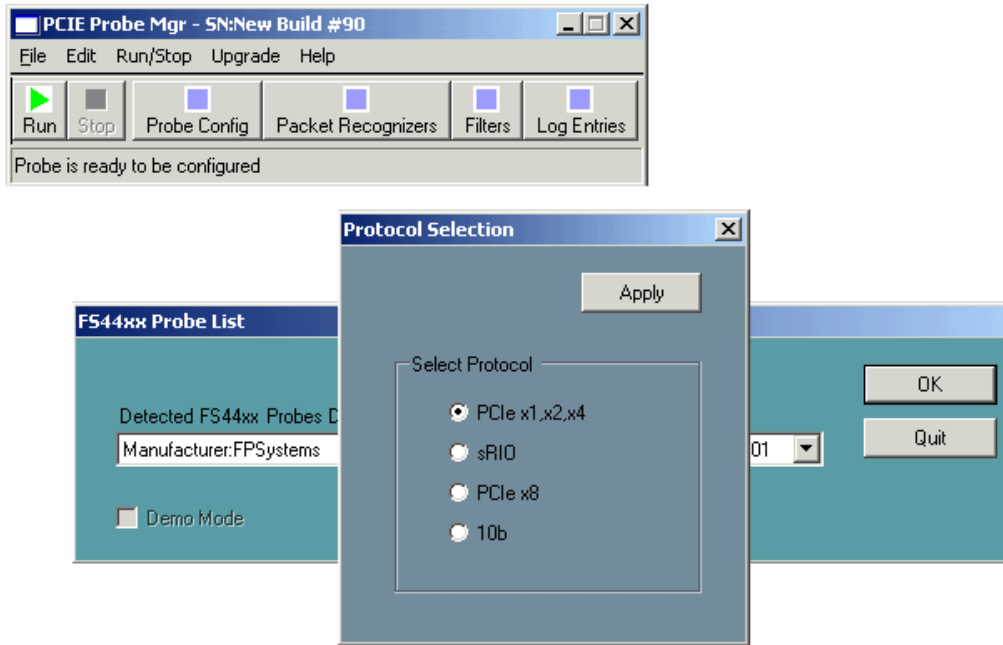 PCIE Probe Mgr - SN:New Build #90
File Edit Run/Stop Upgrade Help
Run Stop Probe Config Packet Recognizers Filters Log Entries
Probe is ready to be configured
Protocol Selection
Apply
Select Protocol
PCIe x1,x2,x4
sRIO
PCIe x8
10b
FS44xx Probe List
Detected FS44xx Probes D
Manufacturer:FPSystems
01
Demo Mode
OK
Quit